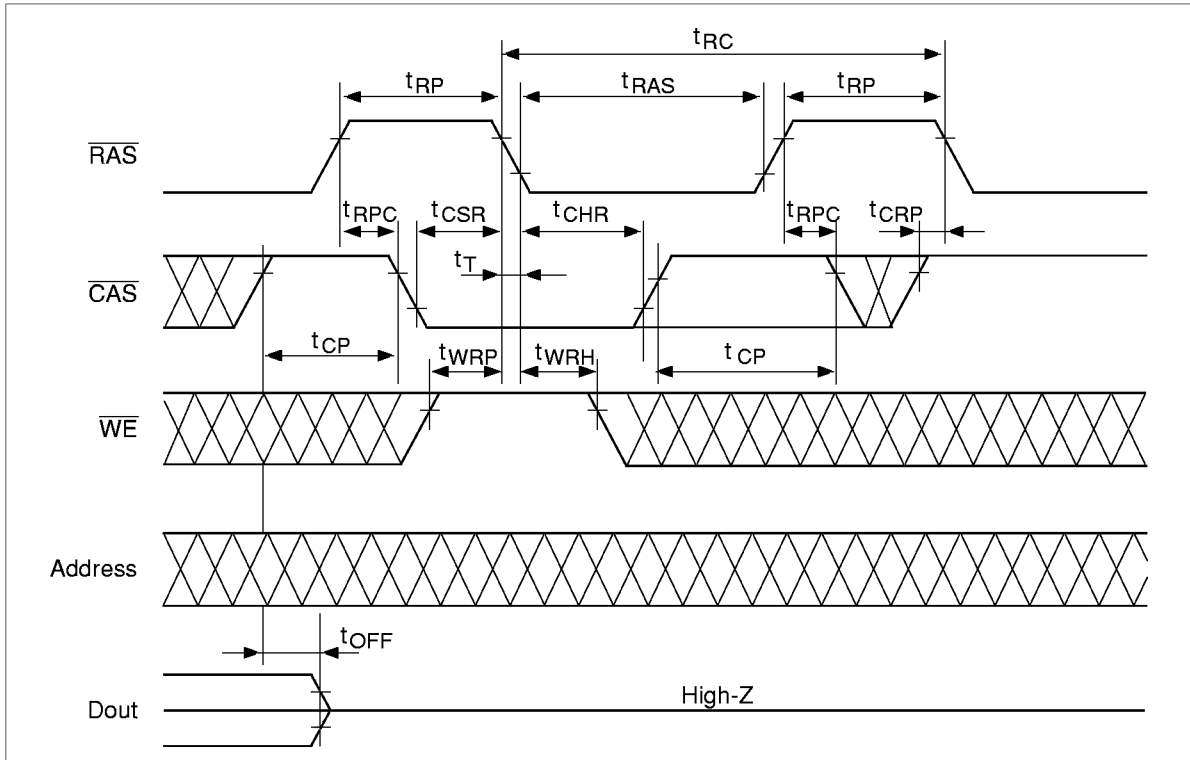 tRC
tRP
tRAS
tRP
RAS
tRPC
tCSR
tCHR
tRPC
tCRP
tT
CAS
tCP
tWRP
tWRH
tCP
WE
Address
tOFF
High-Z
Dout